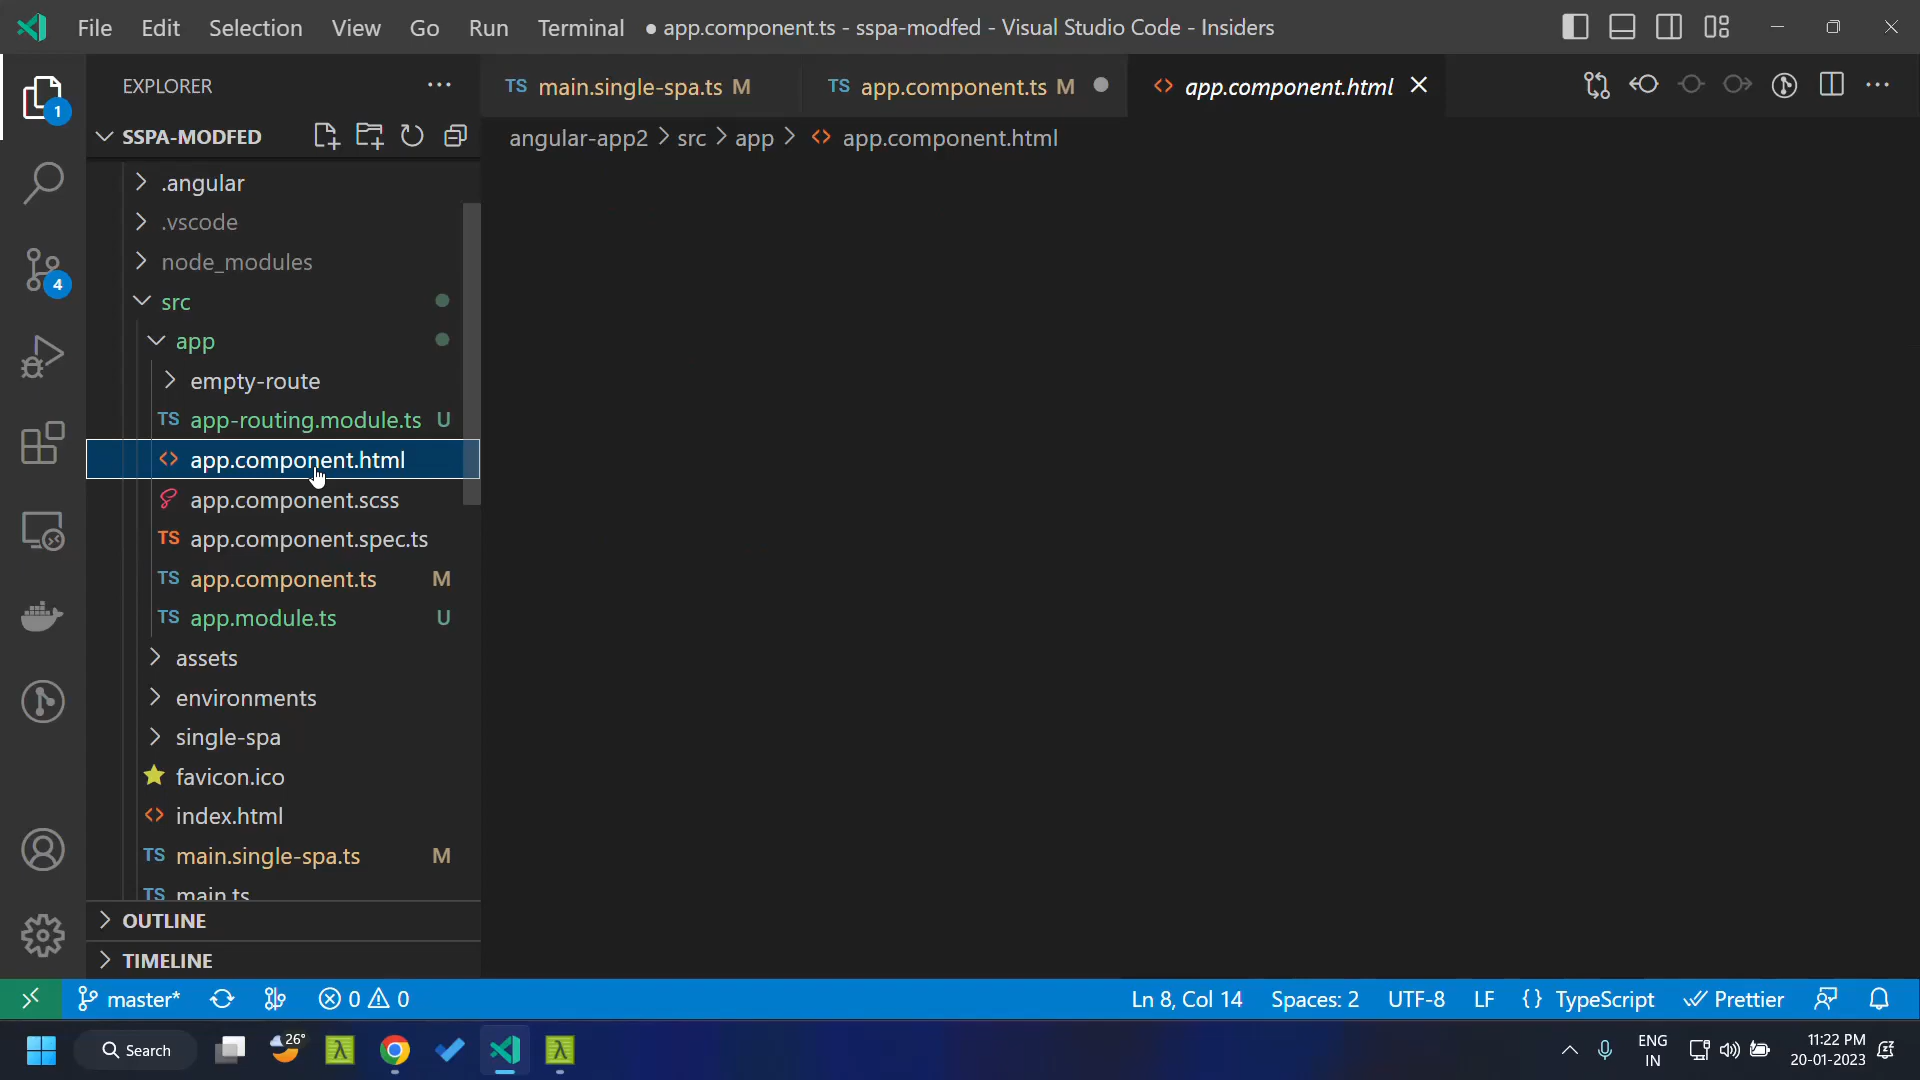 File Edit Selection View Go Run Terminal ● app.component.ts - sspa-modfed - Visual Studio Code - Insiders
EXPLORER
TS main.single-spa.ts M
TS app.component.ts M
<> app.component.html
SSPA-MODFED
angular-app2 > src > app > <> app.component.html
.angular
.vscode
node_modules
src
app
empty-route
TS app-routing.module.ts U
<> app.component.html
app.component.scss
TS app.component.spec.ts
TS app.component.ts M
TS app.module.ts U
assets
environments
single-spa
favicon.ico
<> index.html
TS main.single-spa.ts M
TS main.ts
OUTLINE
TIMELINE
1
4
master* 0 0 Ln 8, Col 14 Spaces: 2 UTF-8 LF {} TypeScript Prettier
Search 26° λ λ ENG 11:22 PM
IN 20-01-2023